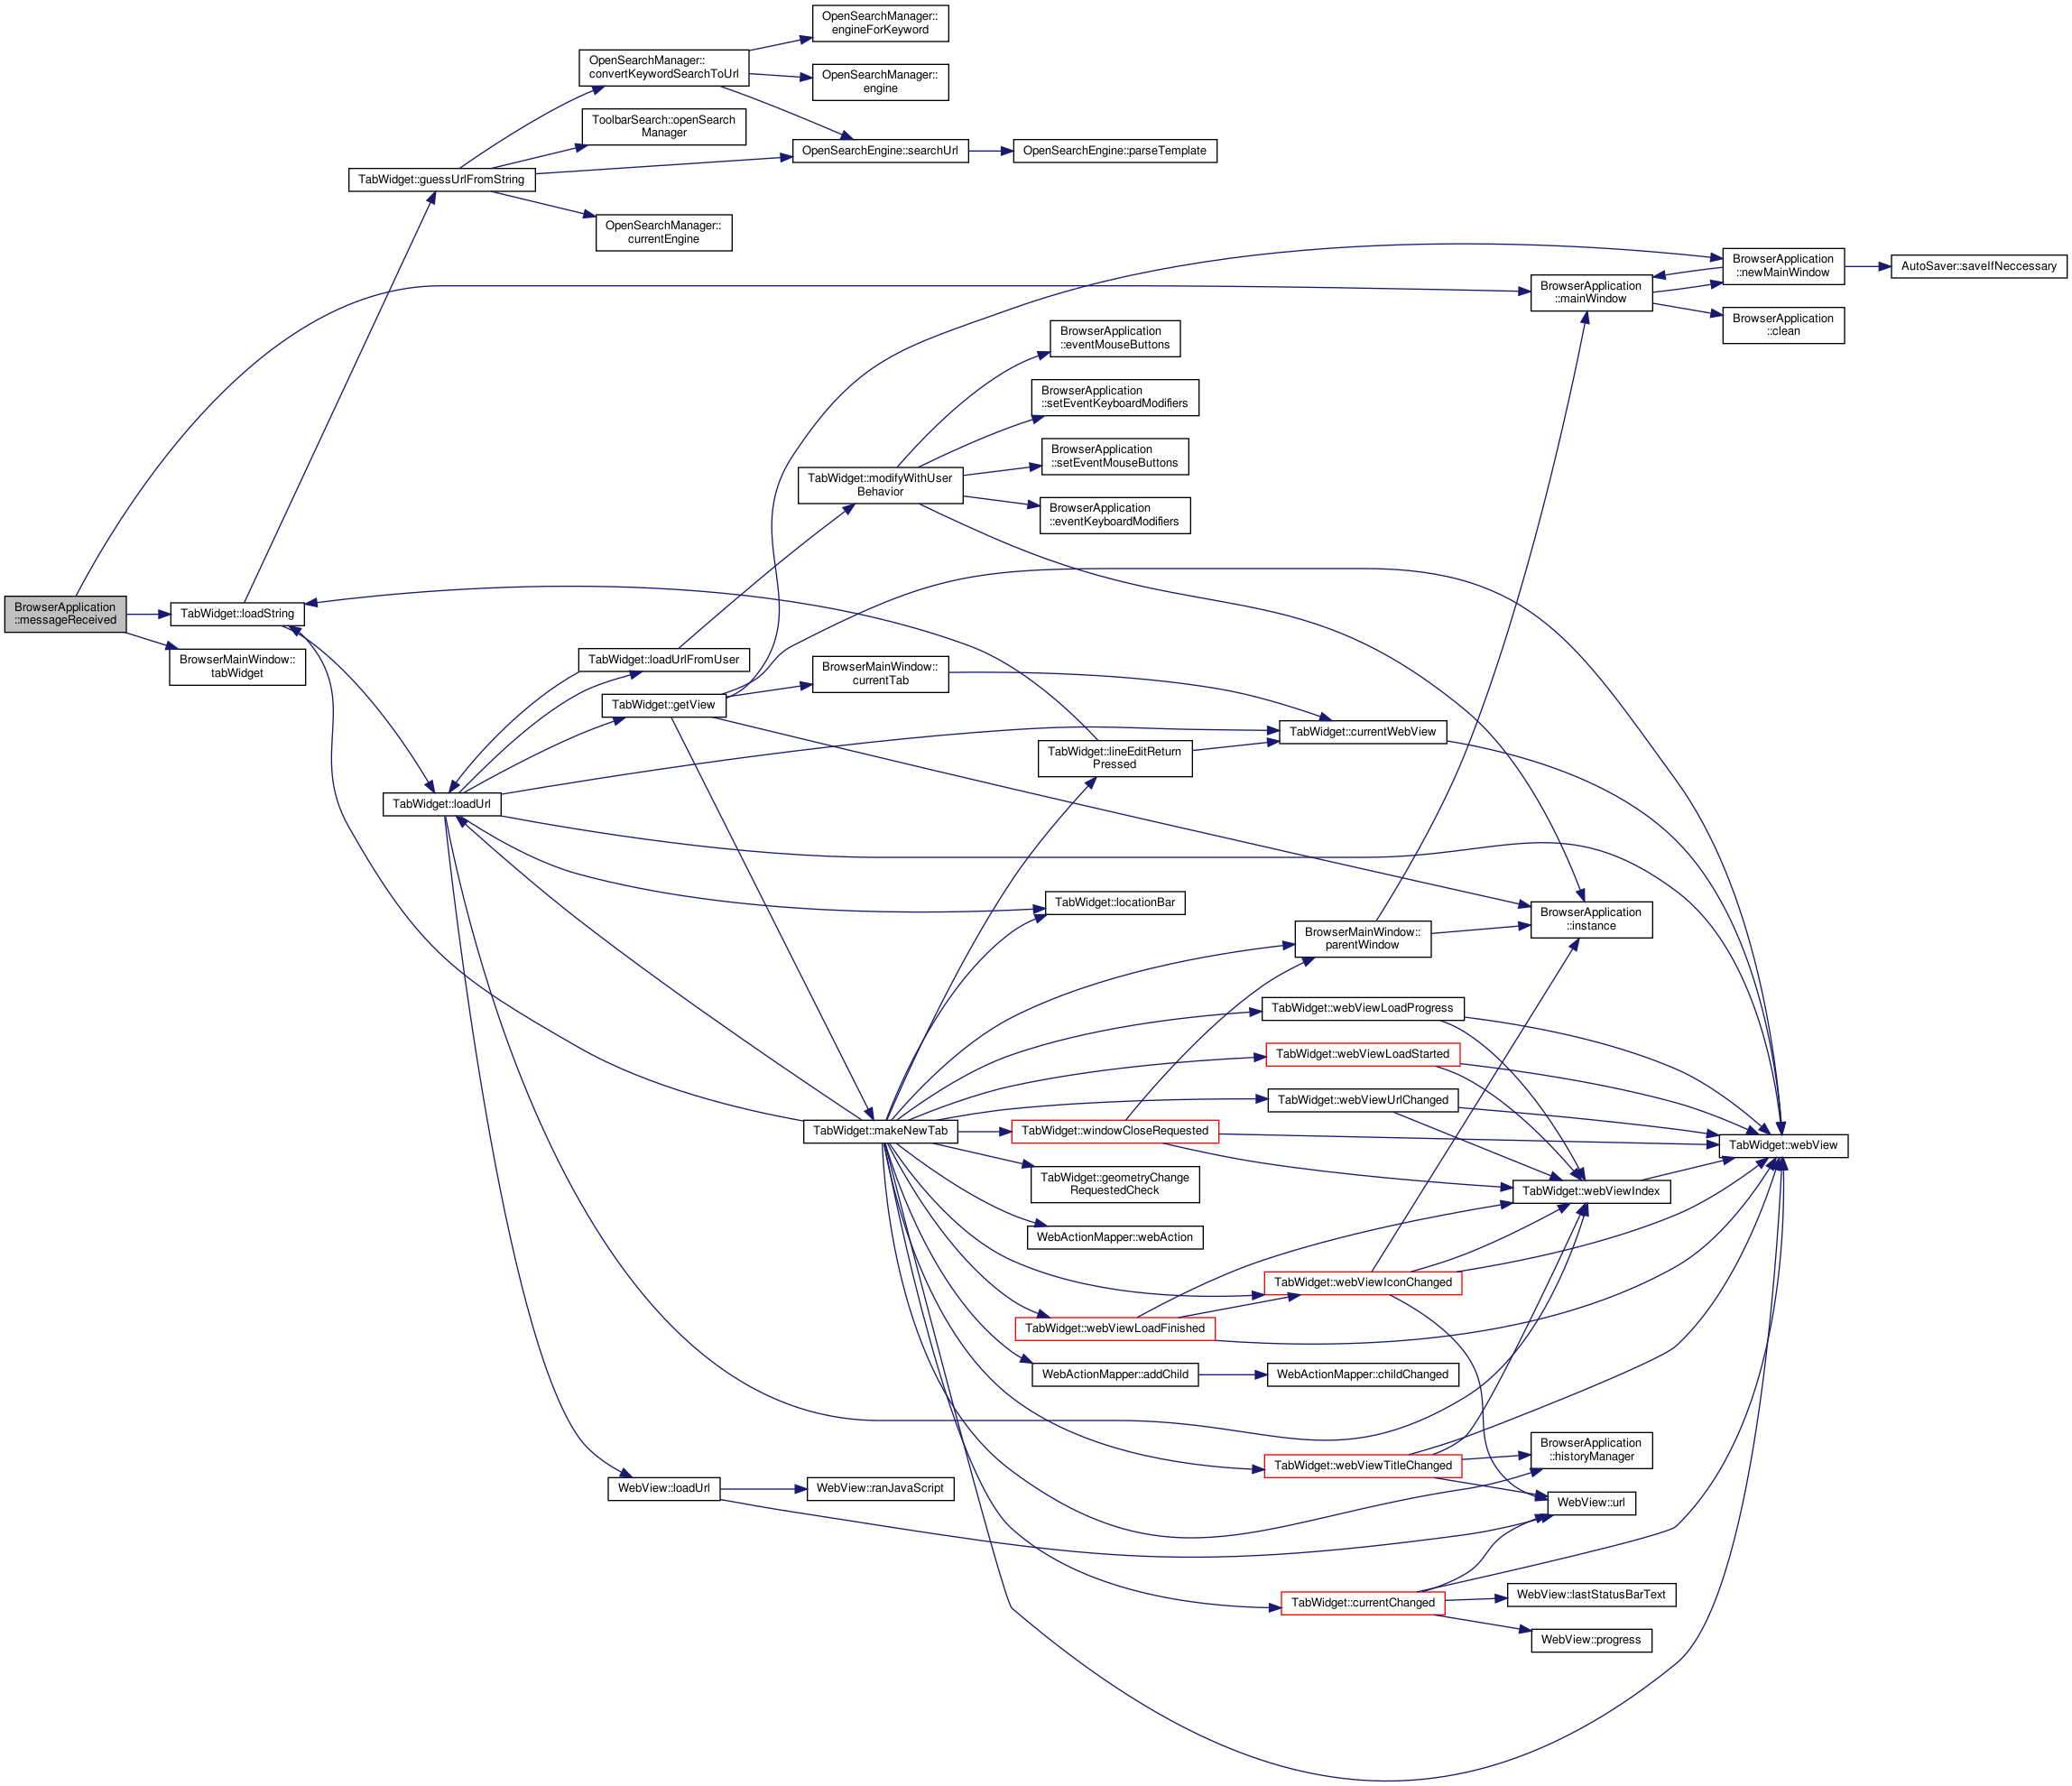 OpenSearchManager::
engineForKeyword
OpenSearchManager::
convertKeywordSearchToUrl
OpenSearchManager::
engine
ToolbarSearch::openSearch
Manager
OpenSearchEngine::searchUrl
OpenSearchEngine::parseTemplate
TabWidget::guessUrlFromString
OpenSearchManager::
currentEngine
BrowserApplication
::newMainWindow
AutoSaver::saveIfNeccessary
BrowserApplication
::mainWindow
BrowserApplication
::clean
BrowserApplication
::eventMouseButtons
BrowserApplication
::setEventKeyboardModifiers
BrowserApplication
::setEventMouseButtons
TabWidget::modifyWithUser
Behavior
BrowserApplication
::eventKeyboardModifiers
BrowserApplication
::messageReceived
TabWidget::loadString
BrowserMainWindow::
tabWidget
TabWidget::loadUrlFromUser
BrowserMainWindow::
currentTab
TabWidget::getView
TabWidget::currentWebView
TabWidget::lineEditReturn
Pressed
TabWidget::loadUrl
TabWidget::locationBar
BrowserApplication
::instance
BrowserMainWindow::
parentWindow
TabWidget::webViewLoadProgress
TabWidget::webViewLoadStarted
TabWidget::webViewUrlChanged
TabWidget::makeNewTab
TabWidget::windowCloseRequested
TabWidget::webView
TabWidget::geometryChange
RequestedCheck
TabWidget::webViewIndex
WebActionMapper::webAction
TabWidget::webViewIconChanged
TabWidget::webViewLoadFinished
WebActionMapper::addChild
WebActionMapper::childChanged
BrowserApplication
::historyManager
TabWidget::webViewTitleChanged
WebView::loadUrl
WebView::ranJavaScript
WebView::url
WebView::lastStatusBarText
TabWidget::currentChanged
WebView::progress